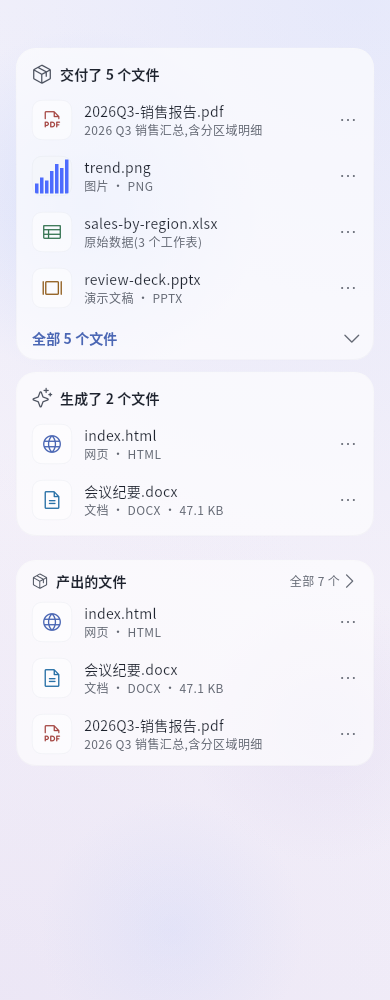 交付了 5 个文件
PDF
2026Q3-销售报告.pdf
2026 Q3 销售汇总,含分区域明细
trend.png
图片 · PNG
sales-by-region.xlsx
原始数据(3 个工作表)
review-deck.pptx
演示文稿 · PPTX
全部 5 个文件
生成了 2 个文件
index.html
网页 · HTML
会议纪要.docx
文档 · DOCX · 47.1 KB
产出的文件
全部 7 个
index.html
网页 · HTML
会议纪要.docx
文档 · DOCX · 47.1 KB
PDF
2026Q3-销售报告.pdf
2026 Q3 销售汇总,含分区域明细